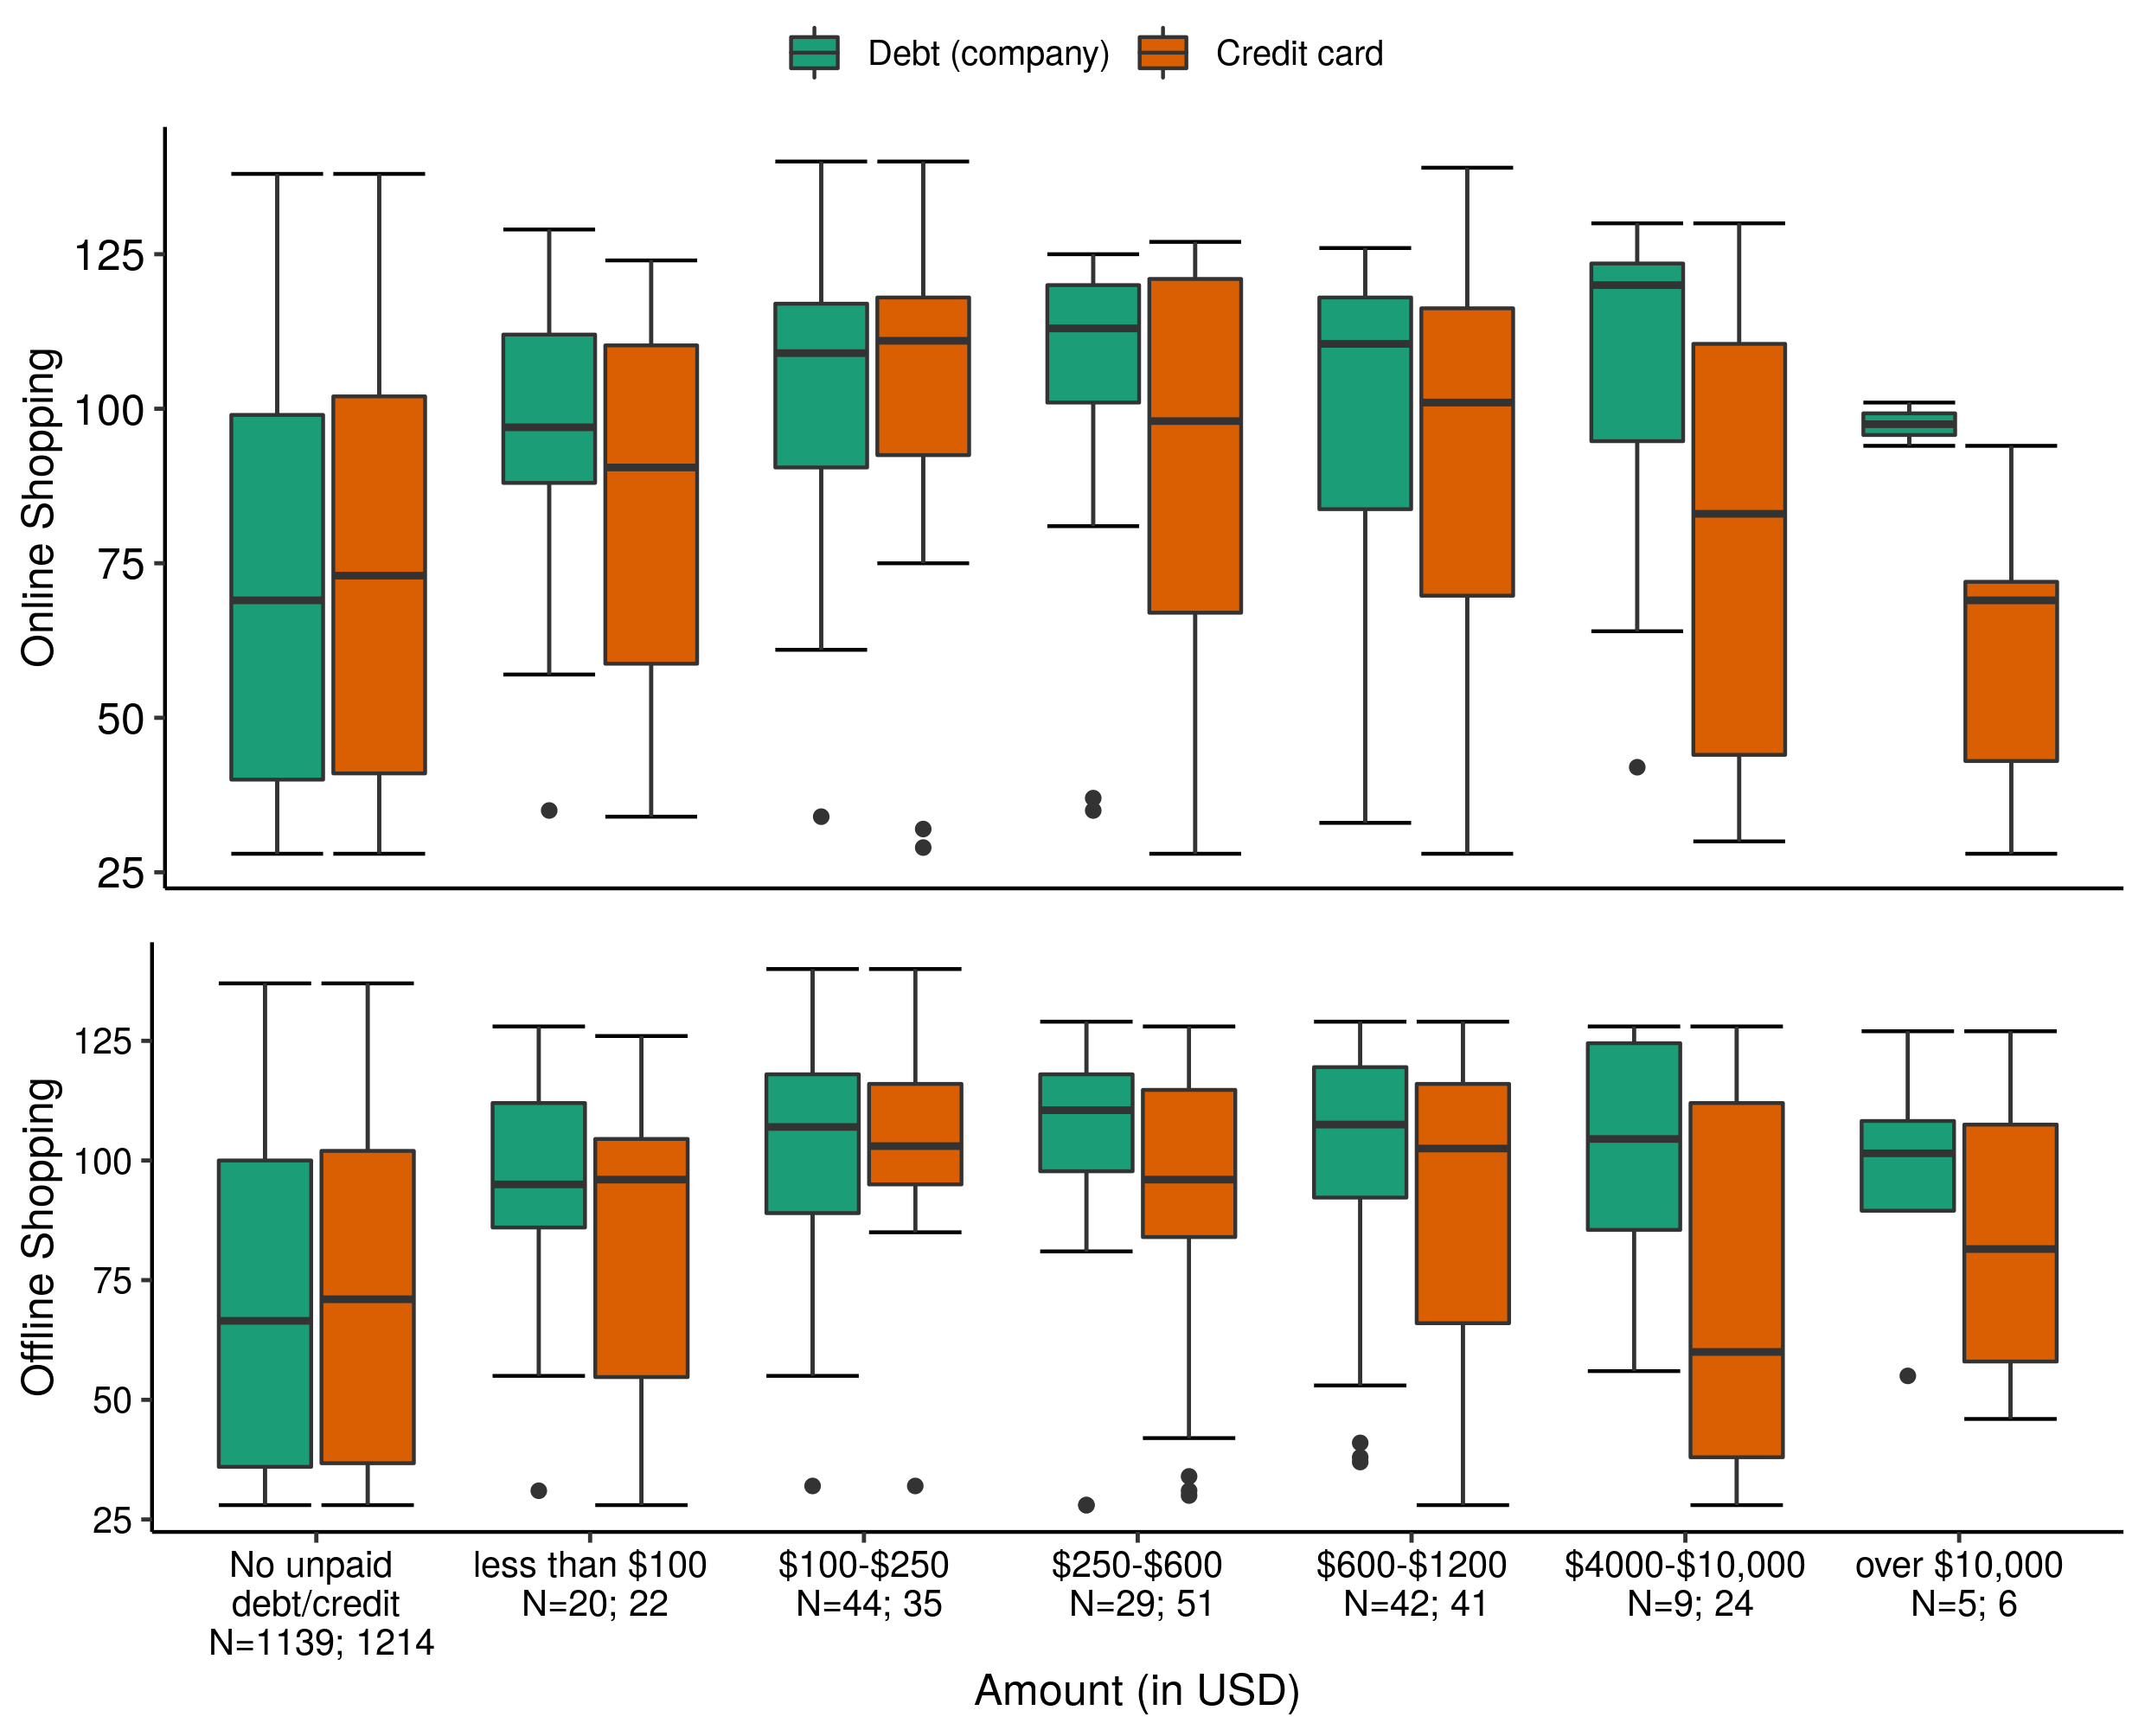 Debt (company) Credit card
Online Shopping
125
100
75
50
25
Offline Shopping
125
100
75
50
25
No unpaid
debt/credit
N=1139; 1214
less than $100
N=20; 22
$100-$250
N=44; 35
$250-$600
N=29; 51
$600-$1200
N=42; 41
$4000-$10,000
N=9; 24
over $10,000
N=5; 6
Amount (in USD)